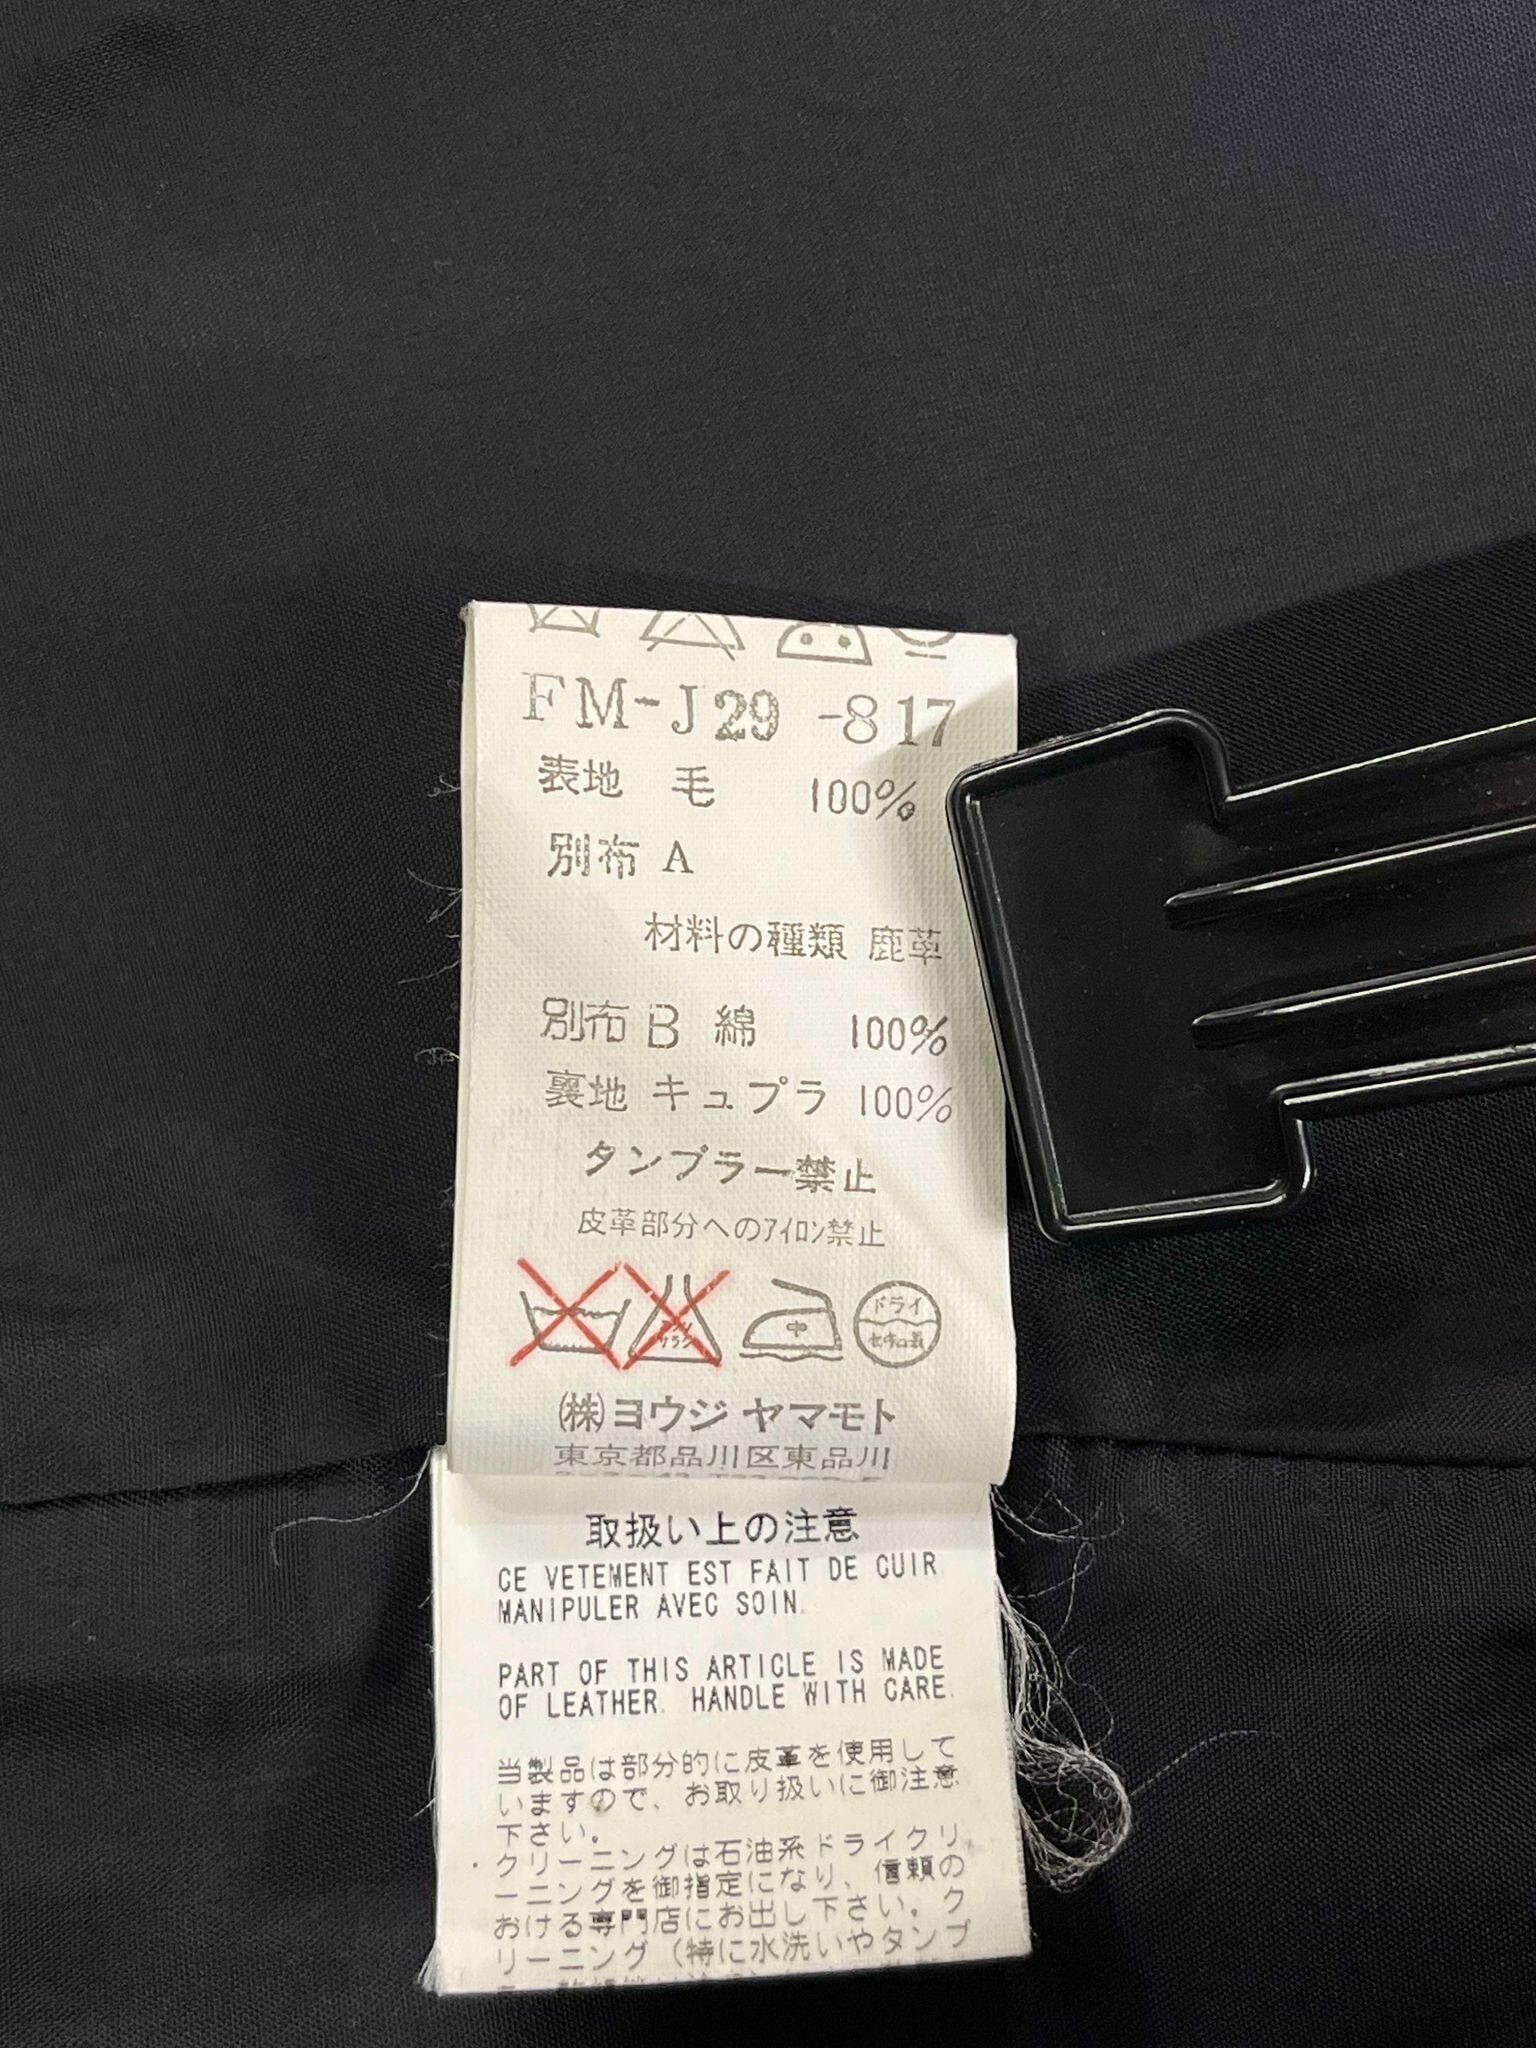 FM-J29 -817
表地 毛 100%
別布 A
材料の種類 鹿革
別布 B 綿 100%
裏地 キュプラ 100%
タンブラー禁止
皮革部分へのアイロン禁止
ドライ
㈱ヨウジ ヤマモト
東京都品川区東品川
取扱い上の注意
CE VETEMENT EST FAIT DE CUIR
MANIPULER AVEC SOIN.
PART OF THIS ARTICLE IS MADE
OF LEATHER. HANDLE WITH CARE.
当製品は部分的に皮革を使用して
いますので、お取り扱いに御注意
下さい。
クリーニングは石油系ドライクリ
ーニングを御指定になり、信頼の
おける専門店にお出し下さい。ク
リーニング（特に水洗いやタンブ